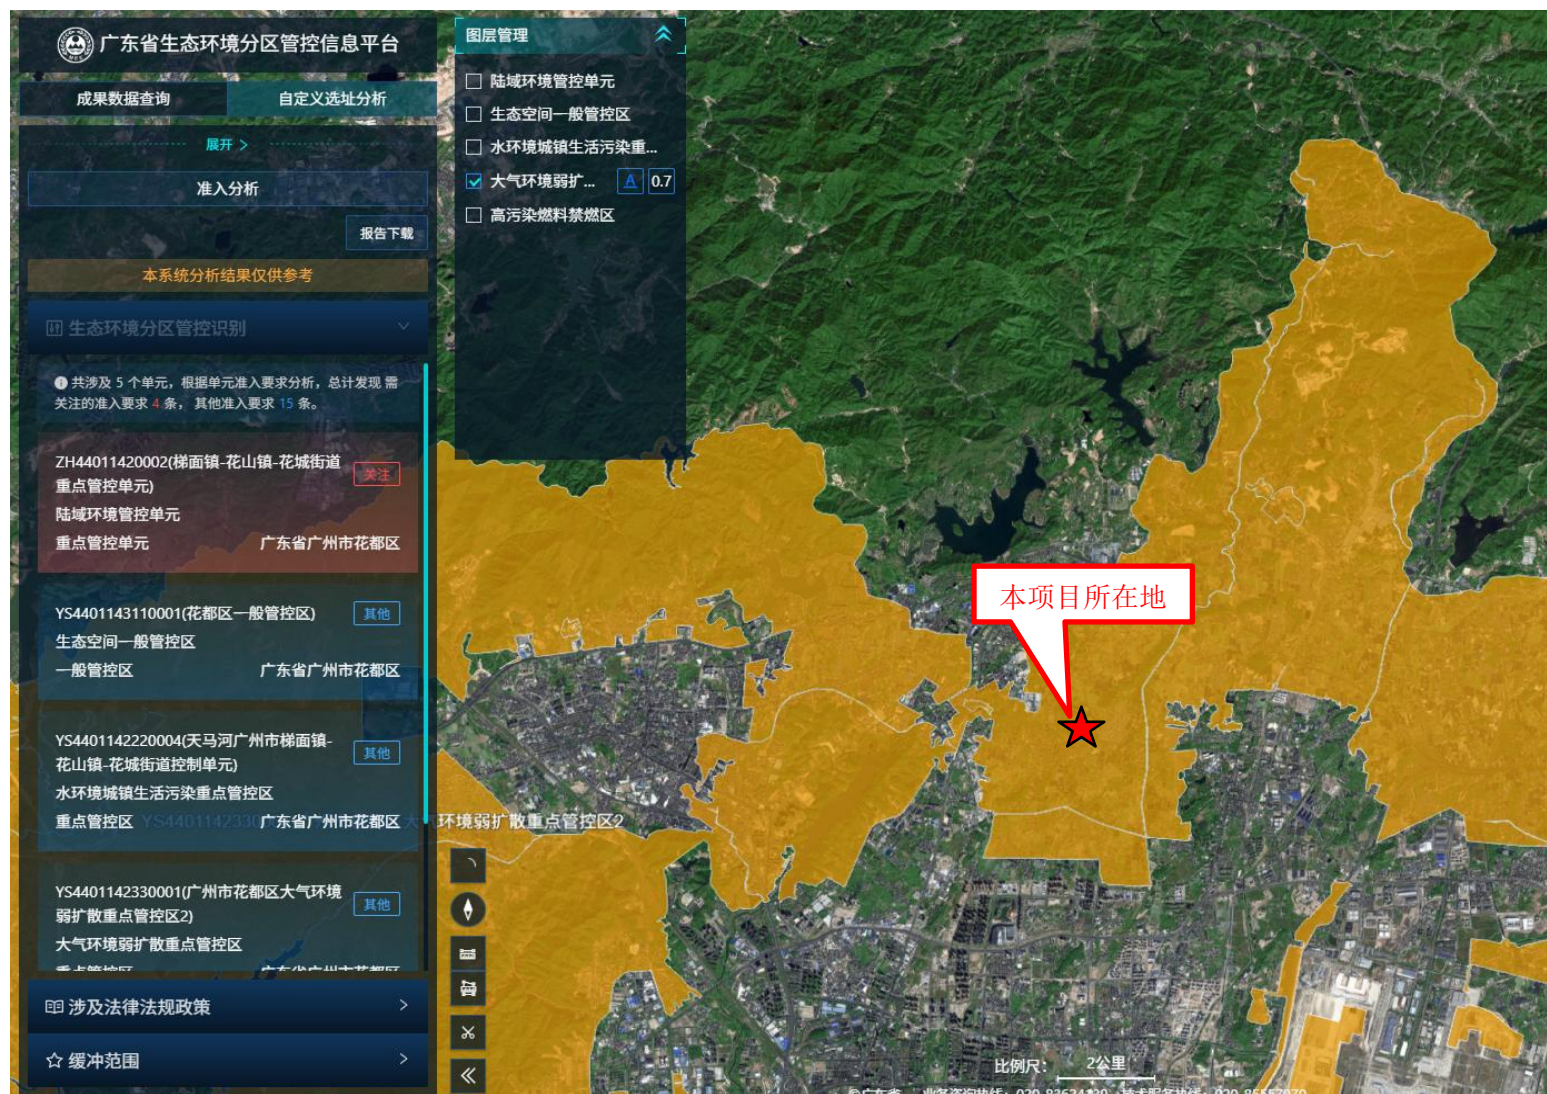 广东省生态环境分区管控信息平台
成果数据查询
自定义选址分析
展开 >
准入分析
报告下载
本系统分析结果仅供参考
生态环境分区管控识别
共涉及 5 个单元，根据单元准入要求分析，总计发现 需
关注的准入要求 4 条， 其他准入要求 15 条。
ZH44011420002(梯面镇-花山镇-花城街道
重点管控单元)
关注
陆域环境管控单元
重点管控单元
广东省广州市花都区
YS4401143110001(花都区一般管控区)
其他
生态空间一般管控区
一般管控区
广东省广州市花都区
YS4401142220004(天马河广州市梯面镇-
花山镇-花城街道控制单元)
其他
水环境城镇生活污染重点管控区
重点管控区
广东省广州市花都区
YS4401142330001(广州市花都区大气环境
弱扩散重点管控区2)
其他
大气环境弱扩散重点管控区
重点管控区
广东省广州市花都区
涉及法律法规政策
缓冲范围
图层管理
陆域环境管控单元
生态空间一般管控区
水环境城镇生活污染重...
大气环境弱扩...
A
0.7
高污染燃料禁燃区
本项目所在地
环境弱扩散重点管控区2
比例尺：
2公里